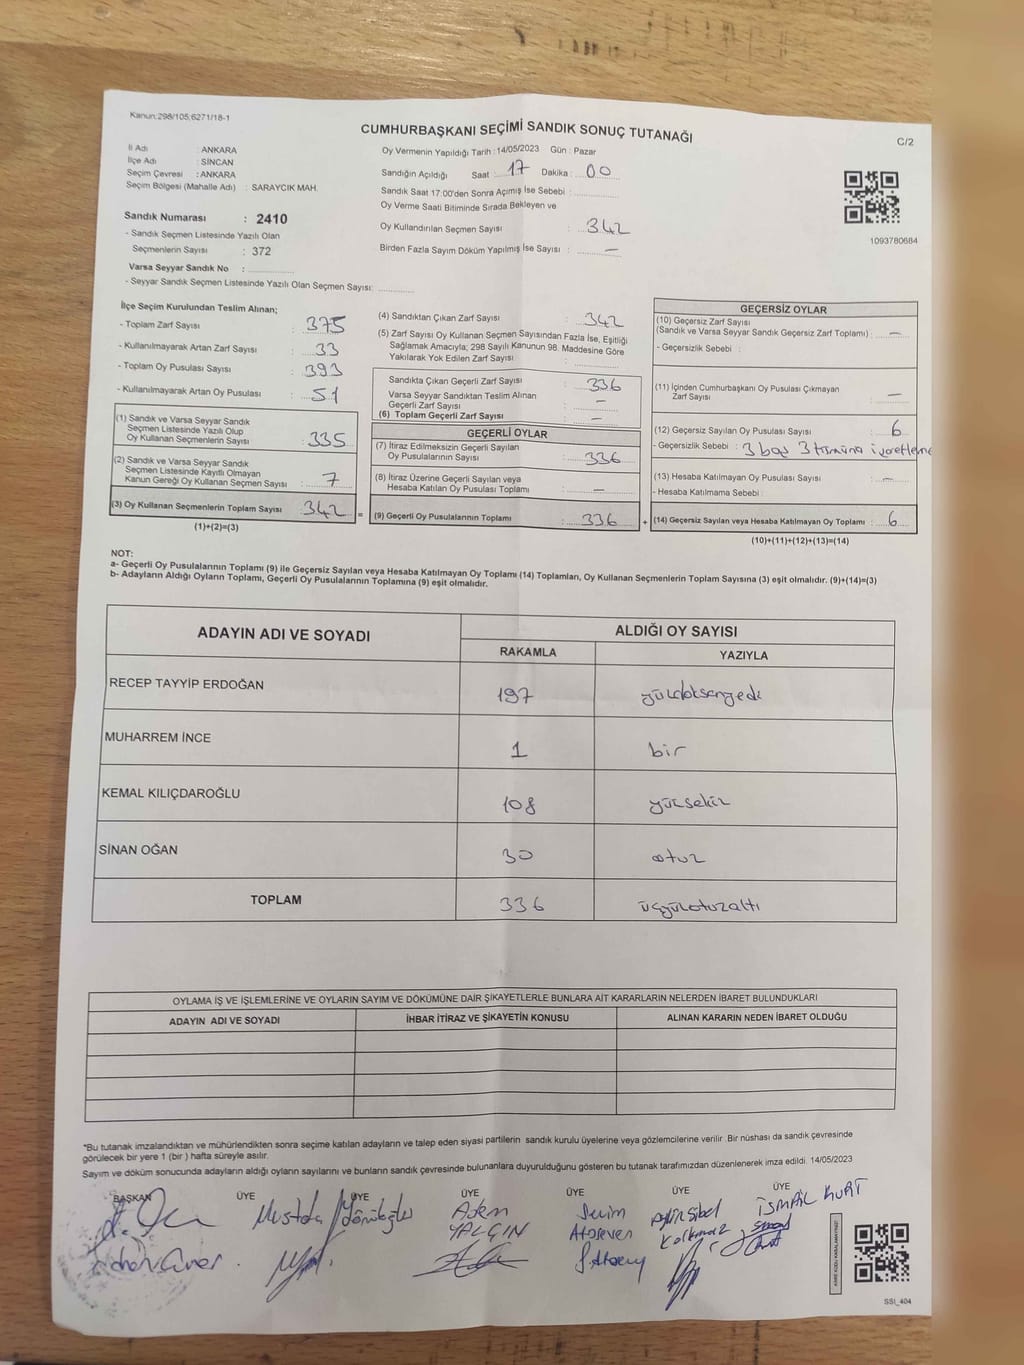 Kanun:298/105,6271/18-1
CUMHURBAŞKANI SEÇİMİ SANDIK SONUÇ TUTANAĞI
C/2
İl Adı : ANKARA
İlçe Adı : SİNCAN
Seçim Çevresi : ANKARA
Seçim Bölgesi (Mahalle Adı) : SARAYCIK MAH.
Sandık Numarası : 2410
- Sandık Seçmen Listesinde Yazılı Olan
Seçmenlerin Sayısı : 372
Varsa Seyyar Sandık No :
- Seyyar Sandık Seçmen Listesinde Yazılı Olan Seçmen Sayısı:
Oy Vermenin Yapıldığı Tarih : 14/05/2023 Gün : Pazar
Sandığın Açıldığı Saat : 17 Dakika : 00
Sandık Saat 17:00'den Sonra Açımış İse Sebebi :
Oy Verme Saati Bitiminde Sırada Bekleyen ve
Oy Kullandırılan Seçmen Sayısı : 342
Birden Fazla Sayım Döküm Yapılmış İse Sayısı : —
1093780684
İlçe Seçim Kurulundan Teslim Alınan;
- Toplam Zarf Sayısı : 375
- Kullanılmayarak Artan Zarf Sayısı : 33
- Toplam Oy Pusulası Sayısı : 393
- Kullanılmayarak Artan Oy Pusulası : 51
(1) Sandık ve Varsa Seyyar Sandık
Seçmen Listesinde Yazılı Olup
Oy Kullanan Seçmenlerin Sayısı : 335
(2) Sandık ve Varsa Seyyar Sandık
Seçmen Listesinde Kayıtlı Olmayan
Kanun Gereği Oy Kullanan Seçmen Sayısı : 7
(3) Oy Kullanan Seçmenlerin Toplam Sayısı : 342
(1)+(2)=(3)
(4) Sandıktan Çıkan Zarf Sayısı : 342
(5) Zarf Sayısı Oy Kullanan Seçmen Sayısından Fazla İse, Eşitliği
Sağlamak Amacıyla; 298 Sayılı Kanunun 98. Maddesine Göre
Yakılarak Yok Edilen Zarf Sayısı :
Sandıkta Çıkan Geçerli Zarf Sayısı : 336
Varsa Seyyar Sandıktan Teslim Alınan
Geçerli Zarf Sayısı : —
(6) Toplam Geçerli Zarf Sayısı : —
GEÇERLİ OYLAR
(7) İtiraz Edilmeksizin Geçerli Sayılan
Oy Pusulalarının Sayısı : 336
(8) İtiraz Üzerine Geçerli Sayılan veya
Hesaba Katılan Oy Pusulası Toplamı : —
= (9) Geçerli Oy Pusulalarının Toplamı : 336
GEÇERSİZ OYLAR
(10) Geçersiz Zarf Sayısı
(Sandık ve Varsa Seyyar Sandık Geçersiz Zarf Toplamı) : —
- Geçersizlik Sebebi :
(11) İçinden Cumhurbaşkanı Oy Pusulası Çıkmayan
Zarf Sayısı : —
(12) Geçersiz Sayılan Oy Pusulası Sayısı : 6
- Geçersizlik Sebebi : 3 boş 3
(13) Hesaba Katılmayan Oy Pusulası Sayısı : —
- Hesaba Katılmama Sebebi :
+ (14) Geçersiz Sayılan veya Hesaba Katılmayan Oy Toplamı : 6
(10)+(11)+(12)+(13)=(14)
NOT:
a- Geçerli Oy Pusulalarının Toplamı (9) ile Geçersiz Sayılan veya Hesaba Katılmayan Oy Toplamı (14) Toplamları, Oy Kullanan Seçmenlerin Toplam Sayısına (3) eşit olmalıdır. (9)+(14)=(3)
b- Adayların Aldığı Oyların Toplamı, Geçerli Oy Pusulalarının Toplamına (9) eşit olmalıdır.
ADAYIN ADI VE SOYADI ALDIĞI OY SAYISI
RAKAMLA YAZIYLA
RECEP TAYYİP ERDOĞAN 197 yüzdoksanyedi
MUHARREM İNCE 1 bir
KEMAL KILIÇDAROĞLU 108 yüzsekiz
SİNAN OĞAN 30 otuz
TOPLAM 336 üçyüzotuzaltı
OYLAMA İŞ VE İŞLEMLERİNE VE OYLARIN SAYIM VE DÖKÜMÜNE DAİR ŞİKAYETLERLE BUNLARA AİT KARARLARIN NELERDEN İBARET BULUNDUKLARI
ADAYIN ADI VE SOYADI İHBAR İTİRAZ VE ŞİKAYETİN KONUSU ALINAN KARARIN NEDEN İBARET OLDUĞU
*Bu tutanak imzalandıktan ve mühürlendikten sonra seçime katılan adayların ve talep eden siyasi partilerin sandık kurulu üyelerine veya gözlemcilerine verilir. Bir nüshası da sandık çevresinde
görülecek bir yere 1 (bir) hafta süreyle asılır.
Sayım ve döküm sonucunda adayların aldığı oyların sayılarını ve bunların sandık çevresinde bulunanlara duyurulduğunu gösteren bu tutanak tarafımızdan düzenlenerek imza edildi. 14/05/2023
BAŞKAN ÜYE ÜYE ÜYE ÜYE ÜYE ÜYE
Mustafa Adem İSMAİL KURT
YALÇIN
Korkmaz
SSI_404